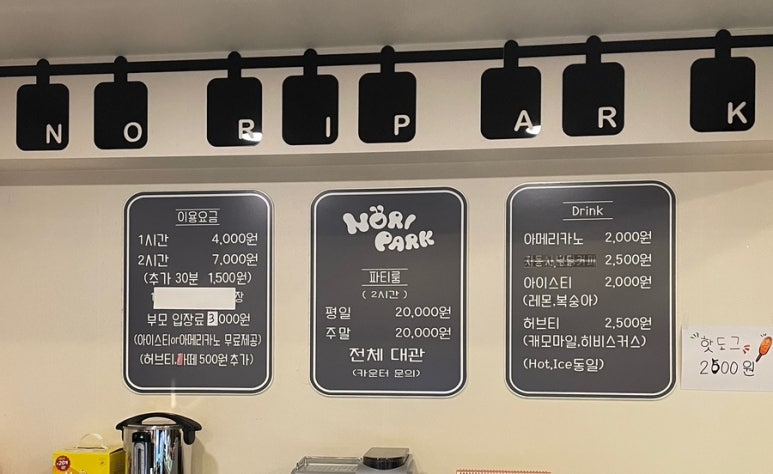 NORIPARK
이용요금
1시간 4,000원
2시간 7,000원
(추가 30분 1,500원)
장
부모 입장료 3,000원
(아이스티or아메리카노 무료제공)
(허브티, 라떼 500원 추가)
NÖRI
PARK
파티룸
(2시간)
평일 20,000원
주말 20,000원
전체 대관
(카운터 문의)
Drink
아메리카노 2,000원
2,500원
아이스티 2,000원
(레몬,복숭아)
허브티 2,500원
(캐모마일,히비스커스)
(Hot,Ice동일)
핫도그
2500원